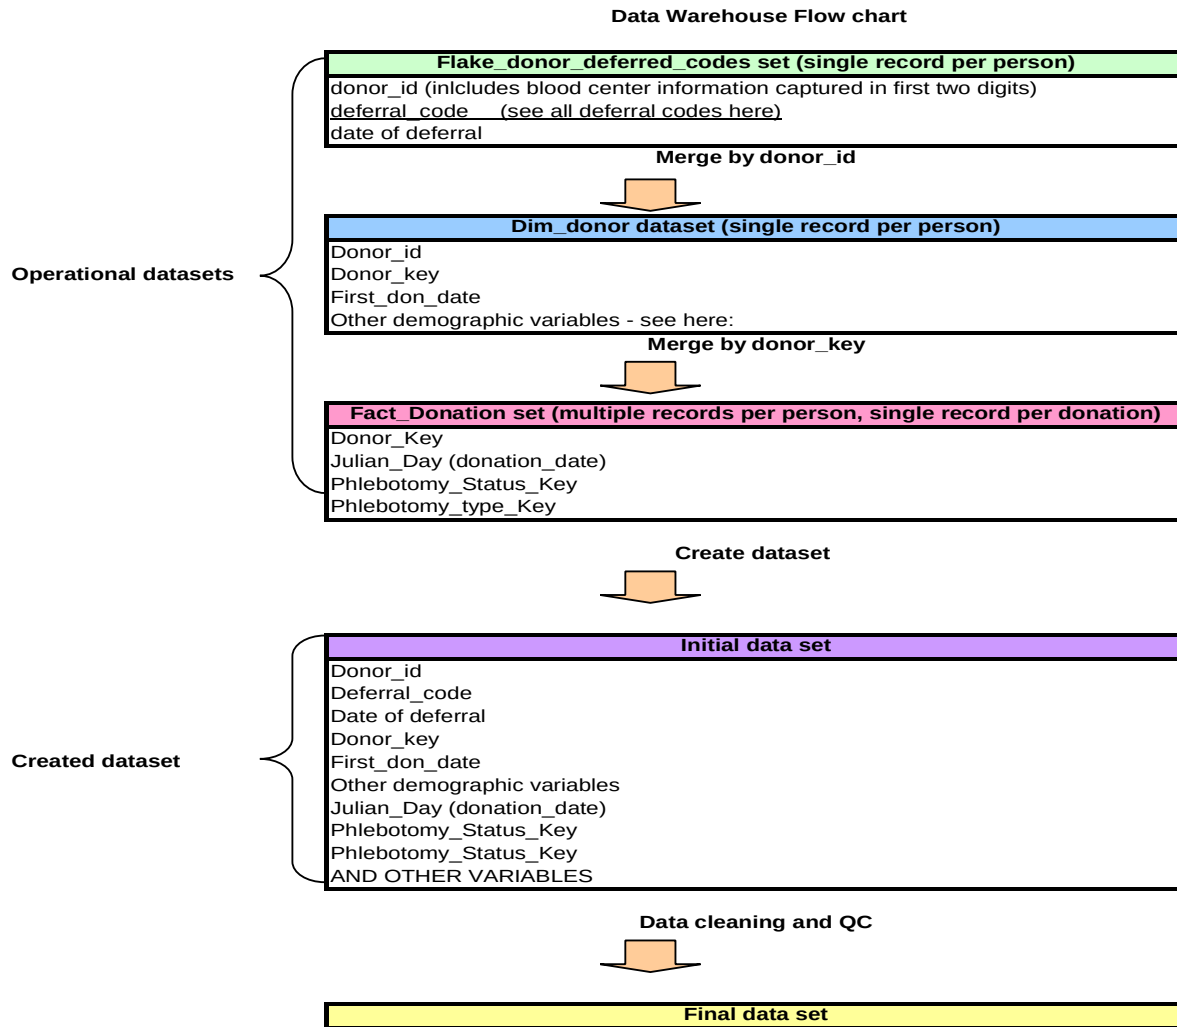 Data Warehouse Flow chart
Flake_donor_deferred_codes set (single record per person)
donor_id (inlcludes blood center information captured in first two digits)
deferral_code (see all deferral codes here)
date of deferral
Merge by donor_id
Dim_donor dataset (single record per person)
Donor_id
Donor_key
First_don_date
Other demographic variables - see here:
Operational datasets
Merge by donor_key
Fact_Donation set (multiple records per person, single record per donation)
Donor_Key
Julian_Day (donation_date)
Phlebotomy_Status_Key
Phlebotomy_type_Key
Create dataset
Initial data set
Donor_id
Deferral_code
Date of deferral
Donor_key
First_don_date
Other demographic variables
Julian_Day (donation_date)
Phlebotomy_Status_Key
Phlebotomy_Status_Key
AND OTHER VARIABLES
Created dataset
Data cleaning and QC
Final data set